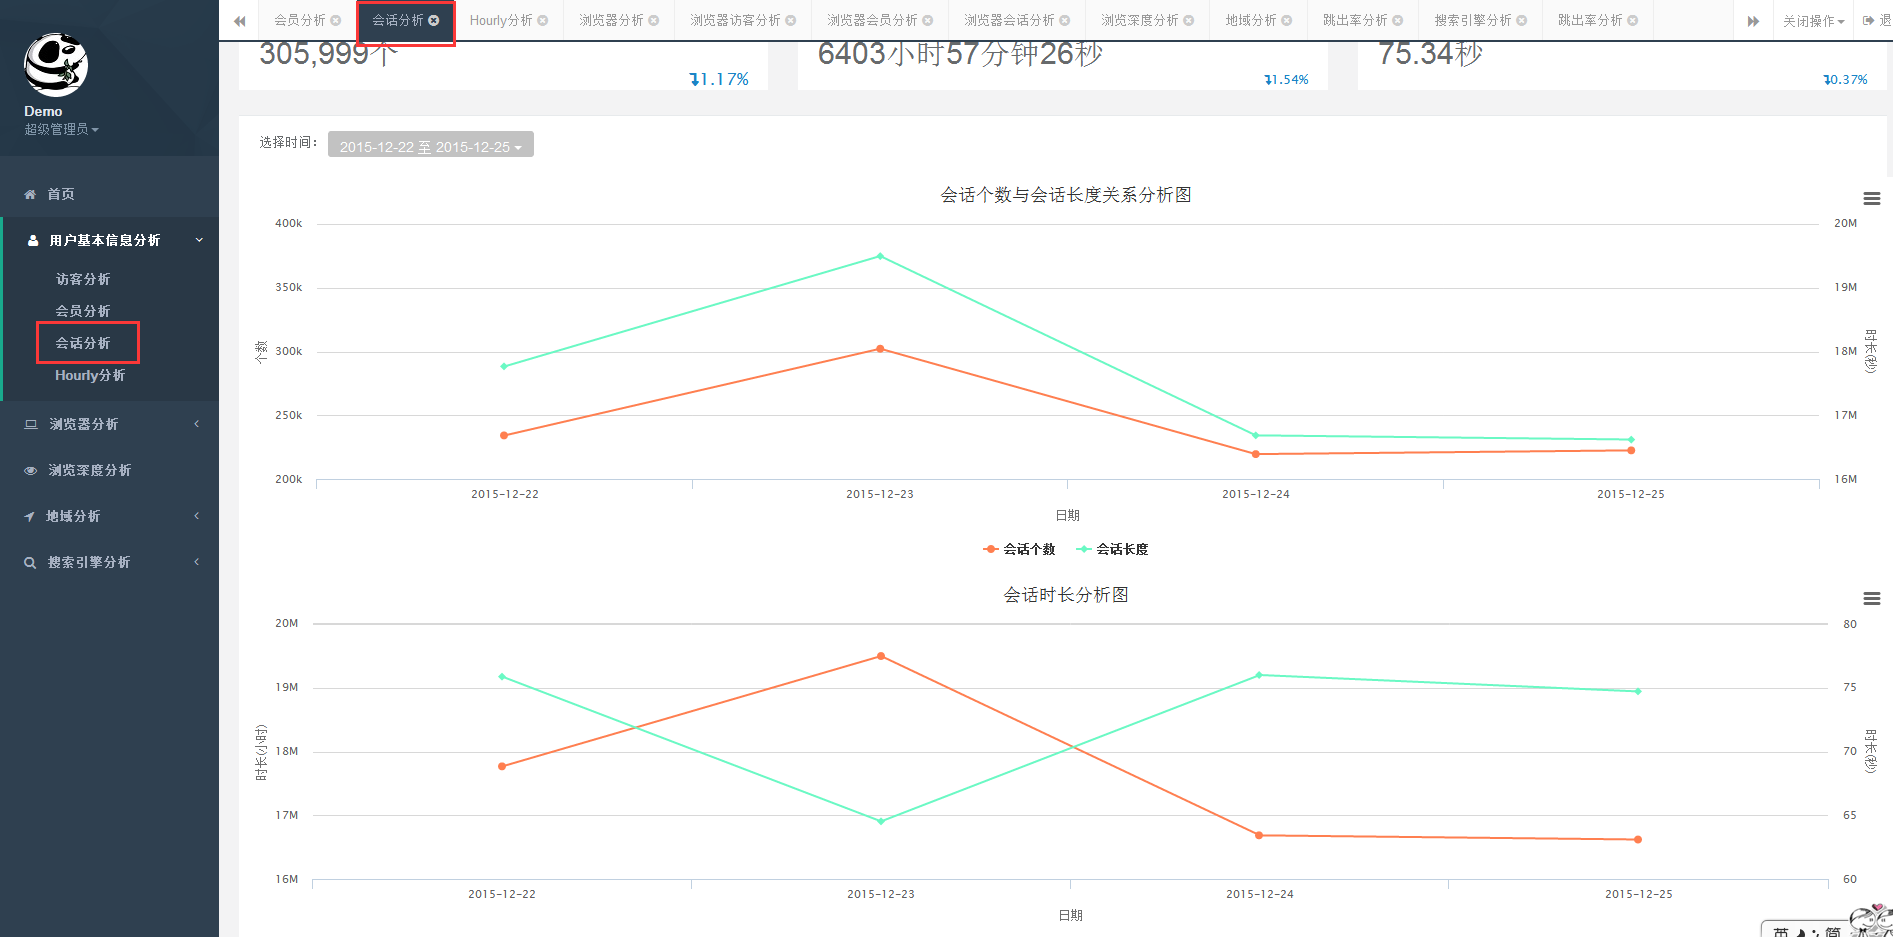 会员分析 会话分析 Hourly分析 浏览器分析 浏览器访客分析 浏览器会员分析 浏览器会话分析 浏览深度分析 地域分析 跳出率分析 搜索引擎分析 跳出率分析 关闭操作 退
Demo
超级管理员
首页
用户基本信息分析
访客分析
会员分析
会话分析
Hourly分析
浏览器分析
浏览深度分析
地域分析
搜索引擎分析
305,999个
1.17%
6403小时57分钟26秒
1.54%
75.34秒
0.37%
选择时间： 2015-12-22 至 2015-12-25
会话个数与会话长度关系分析图
400k 20M
350k 19M
300k 18M
250k 17M
200k 16M
个数
时长(秒)
2015-12-22 2015-12-23 2015-12-24 2015-12-25
日期
会话个数 会话长度
会话时长分析图
20M 80
19M 75
18M 70
17M 65
16M 60
时长(小时)
时长(秒)
2015-12-22 2015-12-23 2015-12-24 2015-12-25
日期
英 简